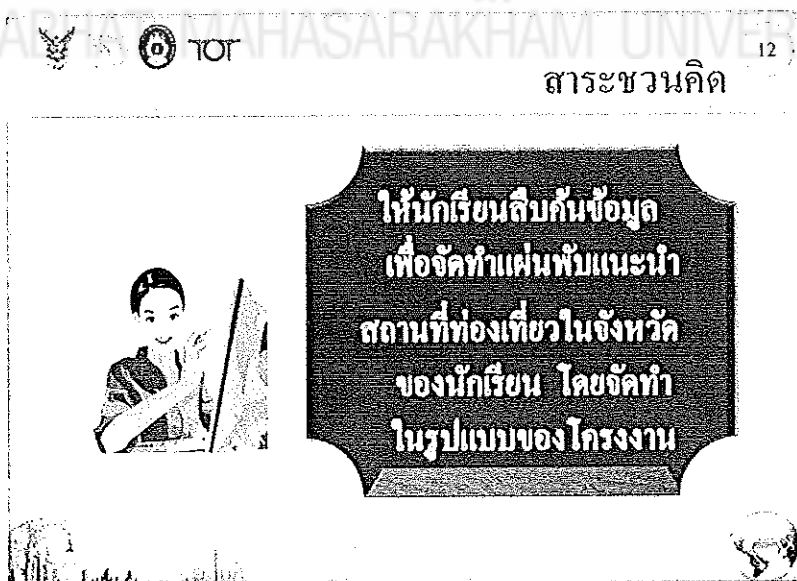 ABHAT MAHASARAKHAM UNIVER
TOT
12
สาระชวนคิด
ให้นักเรียนสืบค้นข้อมูล
เพื่อจัดทำแผ่นพับแนะนำ
สถานที่ท่องเที่ยวในจังหวัด
ของนักเรียน โดยจัดทำ
ในรูปแบบของโครงงาน